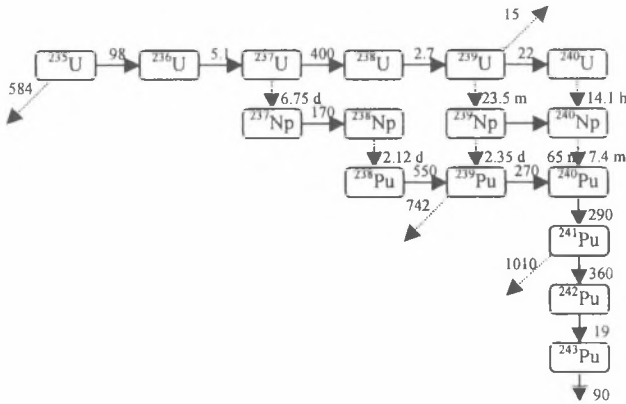 15
²³⁵U 98 ²³⁶U 5.1 ²³⁷U 400 ²³⁸U 2.7 ²³⁹U 22 ²⁴⁰U
584
6.75 d 23.5 m 14.1 h
²³⁷Np 170 ²³⁸Np ²³⁹Np ²⁴⁰Np
2.12 d 2.35 d 65 m 7.4 m
²³⁸Pu 550 ²³⁹Pu 270 ²⁴⁰Pu
742
290
²⁴¹Pu
1010
360
²⁴²Pu
19
²⁴³Pu
90